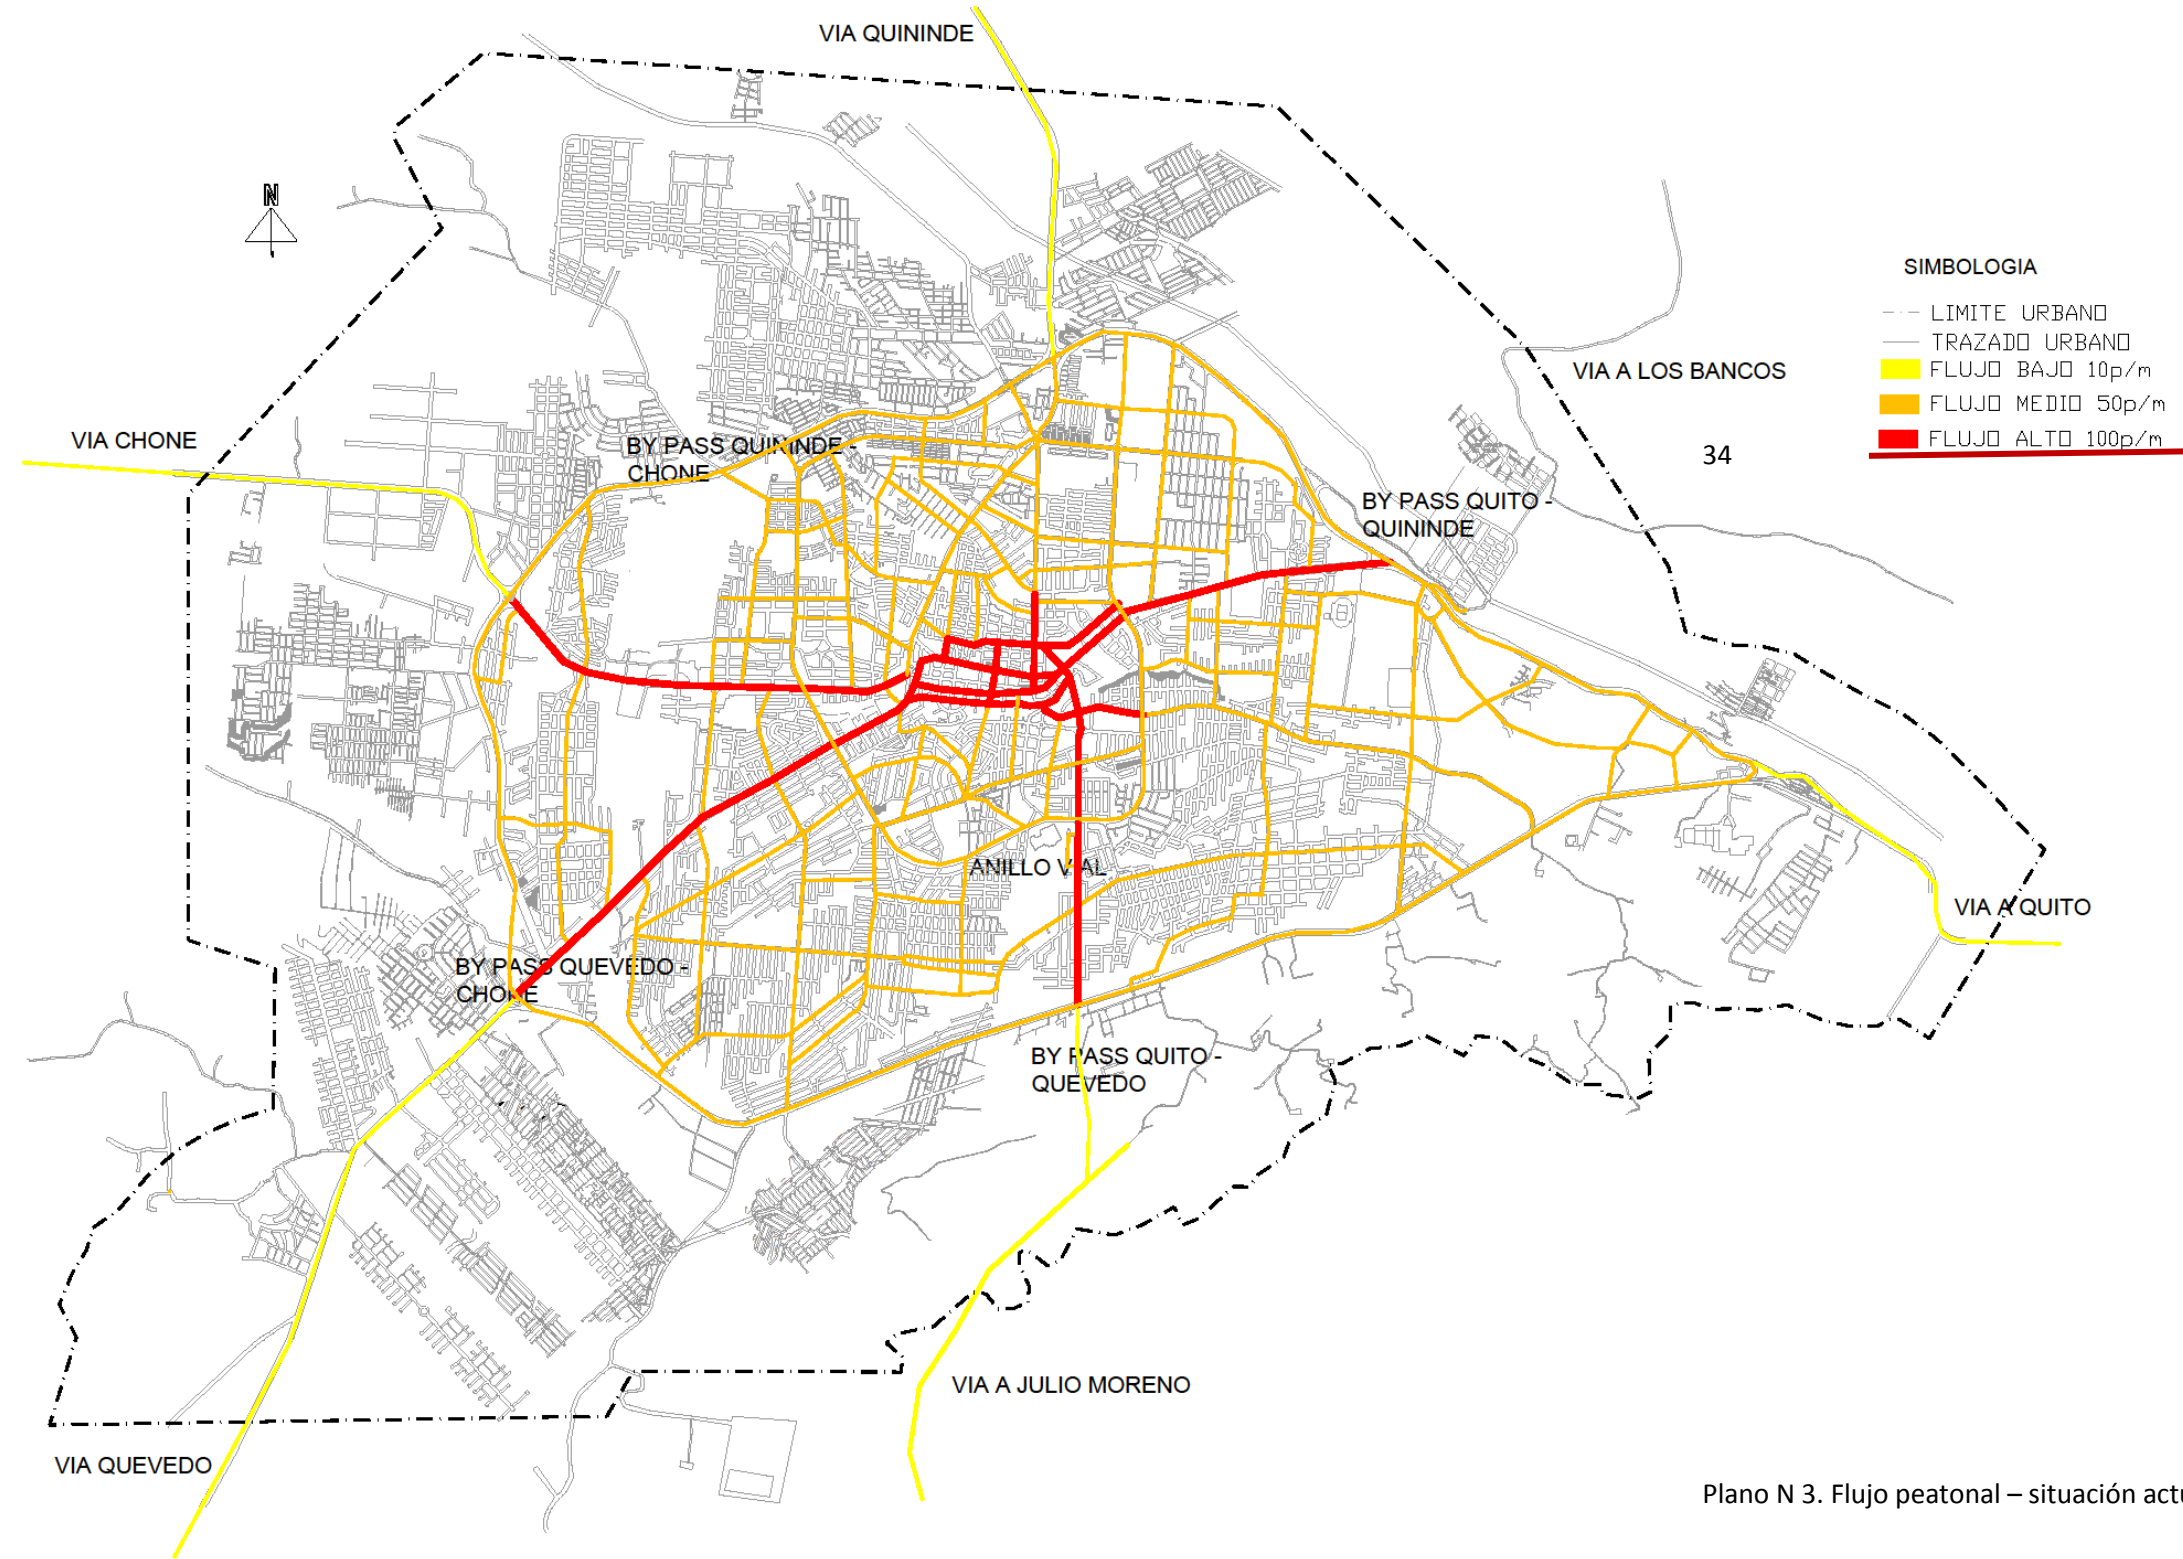 VIA QUININDE
N
SIMBOLOGIA
LIMITE URBANO
TRAZADO URBANO
FLUJO BAJO 10p/m
FLUJO MEDIO 50p/m
FLUJO ALTO 100p/m
VIA A LOS BANCOS
34
VIA CHONE
BY PASS QUININDE -
CHONE
BY PASS QUITO -
QUININDE
ANILLO VIAL
VIA A QUITO
BY PASS QUEVEDO -
CHONE
BY PASS QUITO -
QUEVEDO
VIA A JULIO MORENO
VIA QUEVEDO
Plano N 3. Flujo peatonal – situación actu